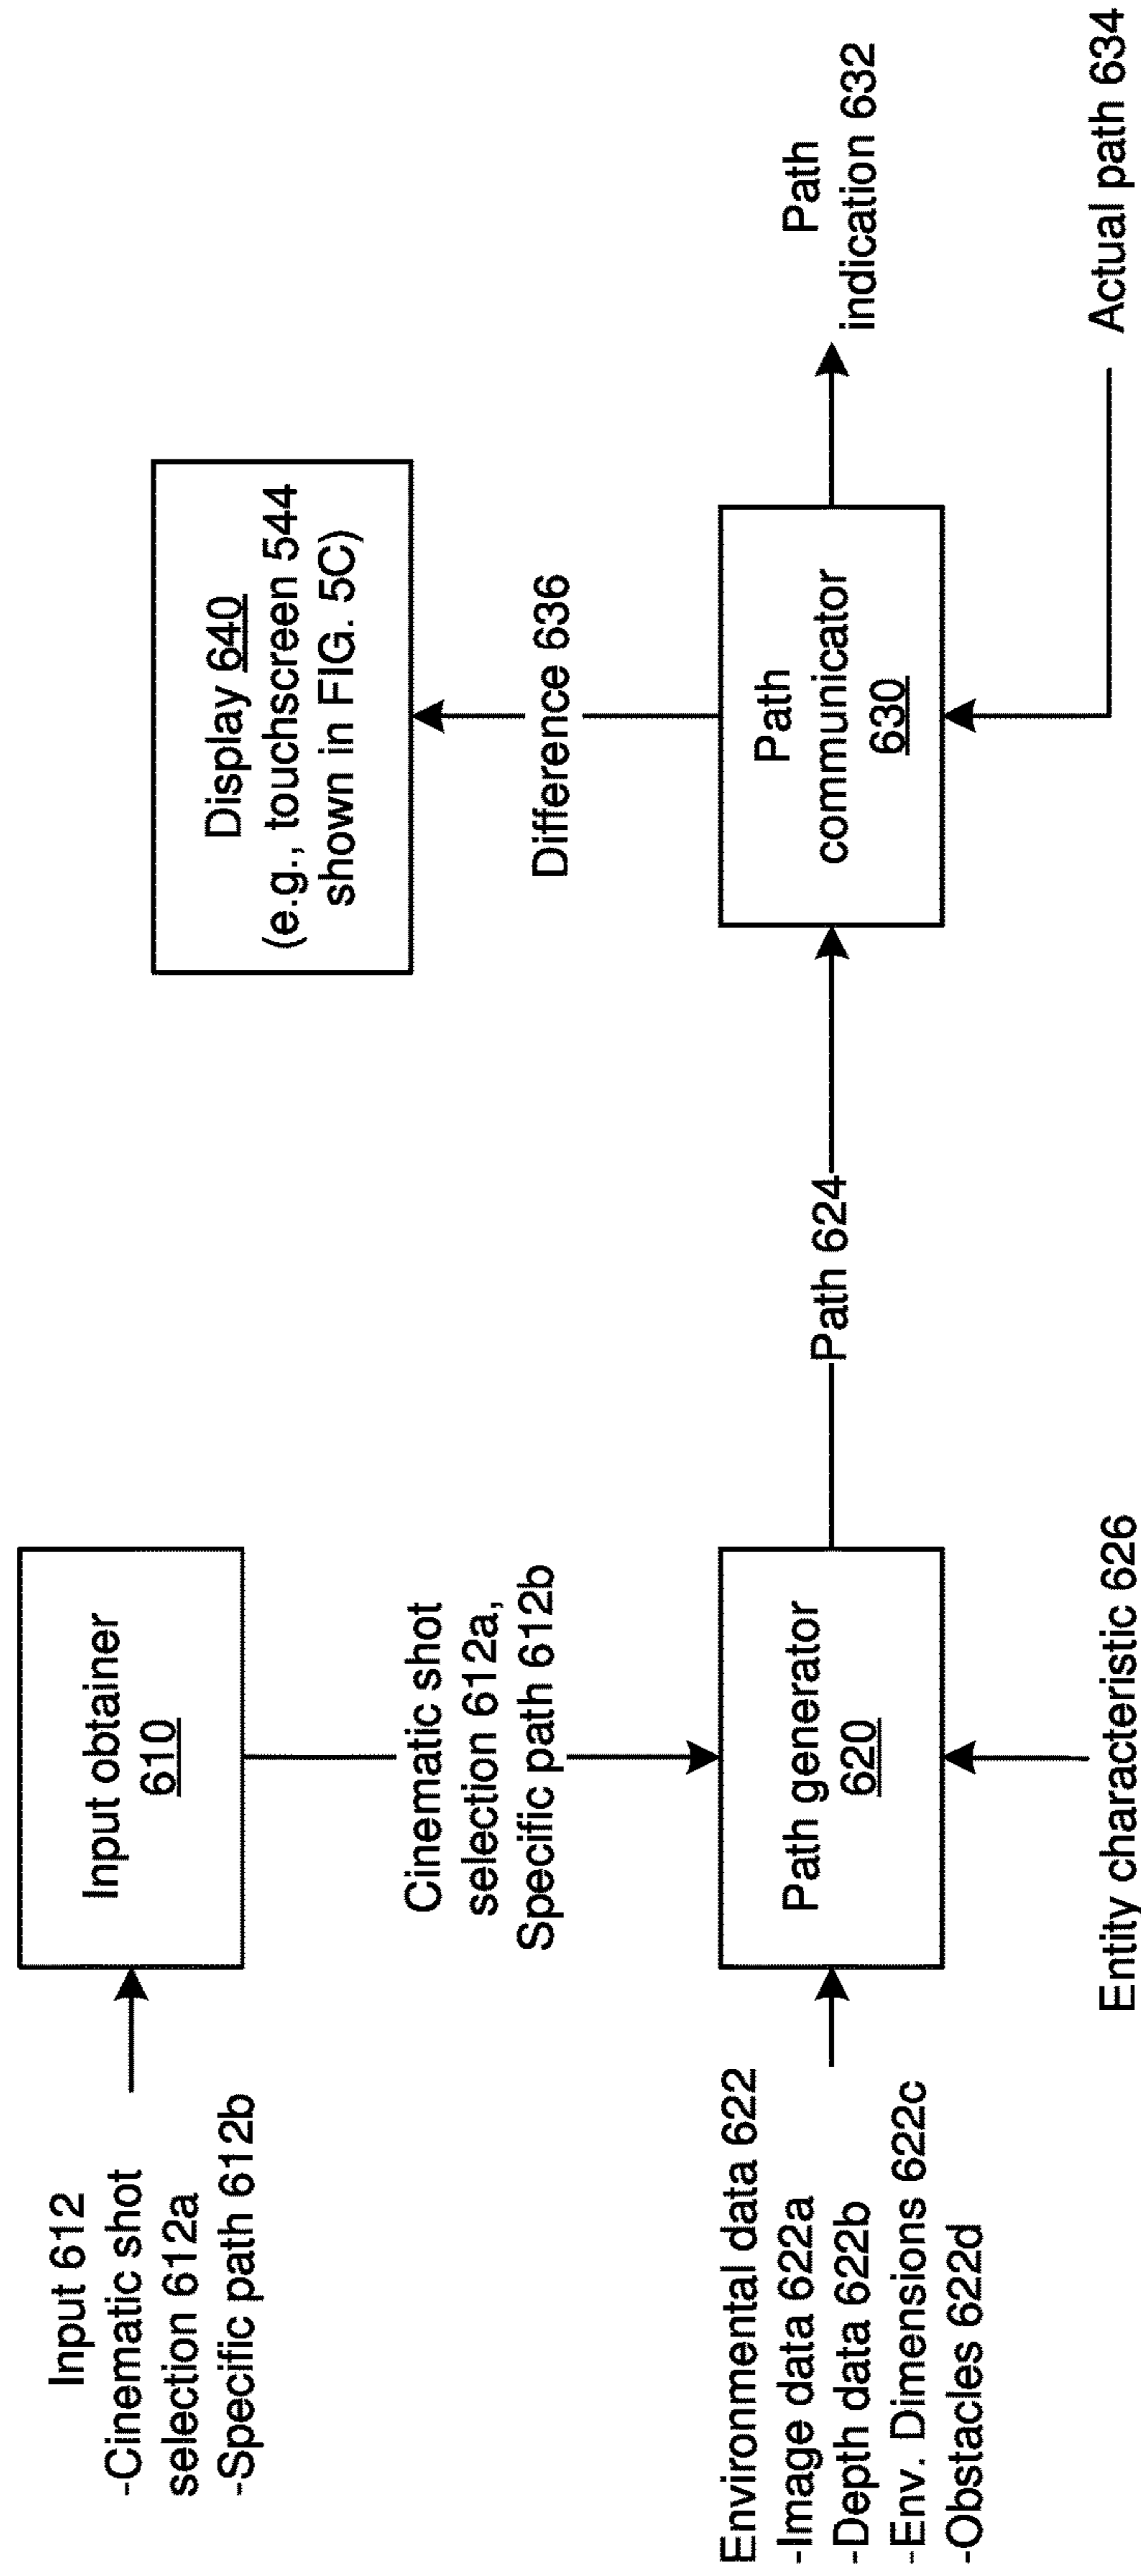 Input 612
-Cinematic shot
selection 612a
-Specific path 612b
Input obtainer
610
Cinematic shot
selection 612a,
Specific path 612b
Environmental data 622
-Image data 622a
-Depth data 622b
-Env. Dimensions 622c
-Obstacles 622d
Path generator
620
Entity characteristic 626
Path 624
Display 640
(e.g., touchscreen 544
shown in FIG. 5C)
Difference 636
Path
communicator
630
Path
indication 632
Actual path 634